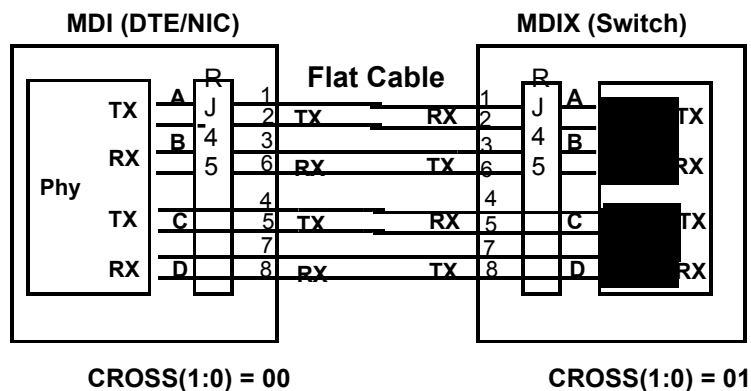 MDI (DTE/NIC)
MDIX (Switch)
Flat Cable
Phy
TX
RX
TX
RX
A
B
C
D
R
J
4
5
1
2
3
6
4
5
7
8
TX
RX
TX
RX
RX
TX
RX
TX
1
2
3
6
4
5
7
8
R
J
4
5
A
B
C
D
TX
RX
TX
RX
CROSS(1:0) = 00
CROSS(1:0) = 01